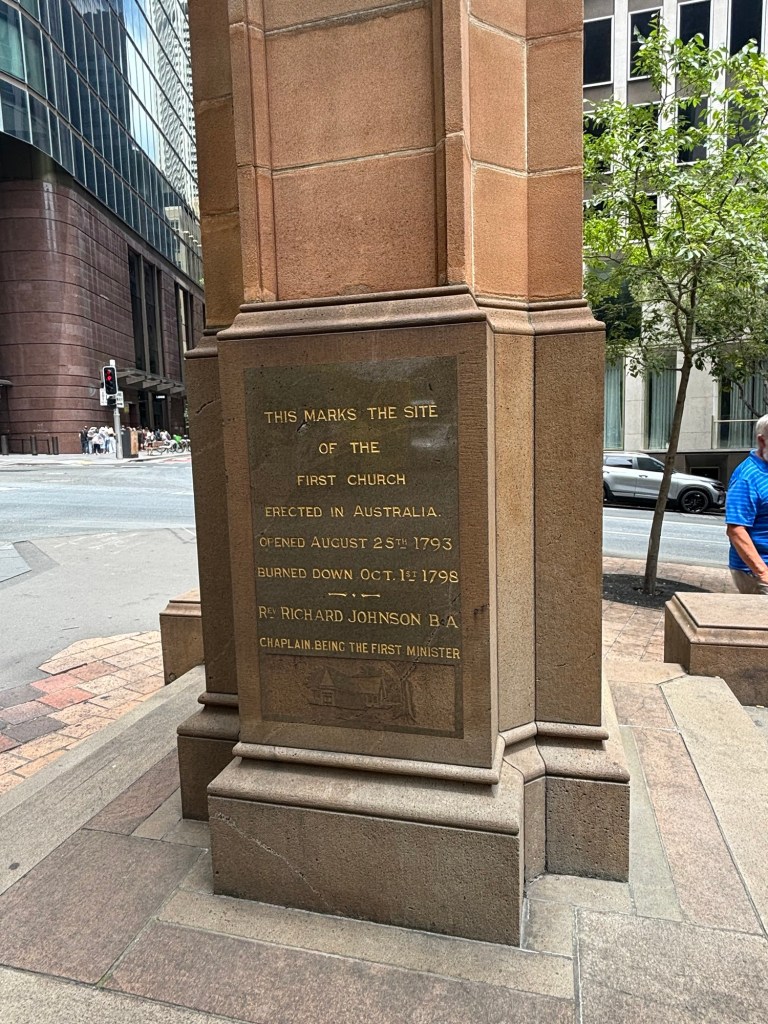 THIS MARKS THE SITE
OF THE
FIRST CHURCH
ERECTED IN AUSTRALIA.
OPENED AUGUST 25TH 1793
BURNED DOWN OCT. 1ST 1798
REV RICHARD JOHNSON B:A
CHAPLAIN. BEING THE FIRST MINISTER